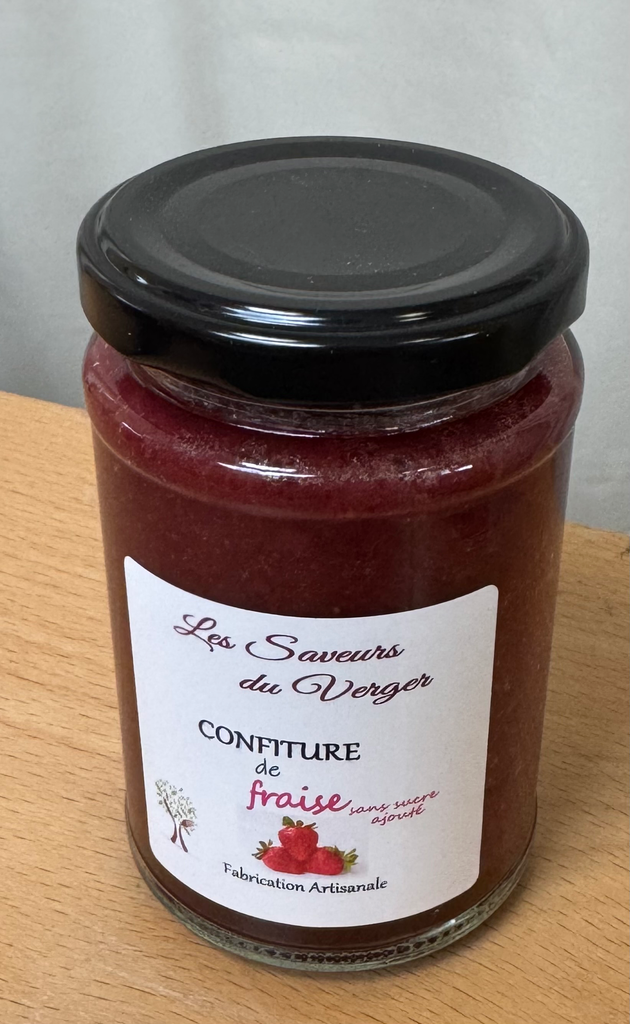 Les Saveurs
du Verger
CONFITURE
de
fraise sans sucre
ajouté
Fabrication Artisanale